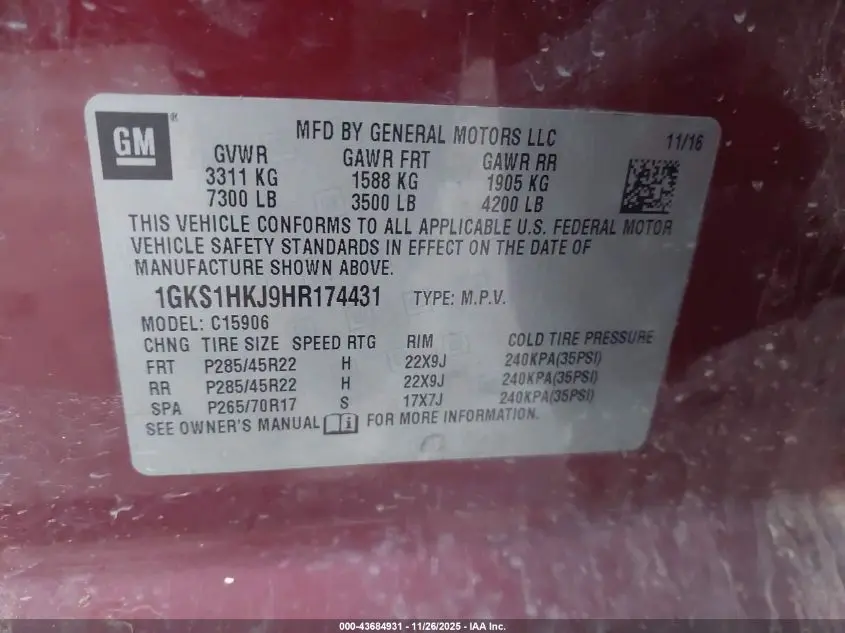 GM®
MFD BY GENERAL MOTORS LLC 11/16
GVWR GAWR FRT GAWR RR
3311 KG 1588 KG 1905 KG
7300 LB 3500 LB 4200 LB
THIS VEHICLE CONFORMS TO ALL APPLICABLE U.S. FEDERAL MOTOR
VEHICLE SAFETY STANDARDS IN EFFECT ON THE DATE OF
MANUFACTURE SHOWN ABOVE.
1GKS1HKJ9HR174431 TYPE: M.P.V.
MODEL: C15906
CHNG TIRE SIZE SPEED RTG RIM COLD TIRE PRESSURE
FRT P285/45R22 H 22X9J 240KPA(35PSI)
RR P285/45R22 H 22X9J 240KPA(35PSI)
SPA P265/70R17 S 17X7J 240KPA(35PSI)
SEE OWNER'S MANUAL i FOR MORE INFORMATION.
000-43684931 - 11/26/2025 - IAA Inc.